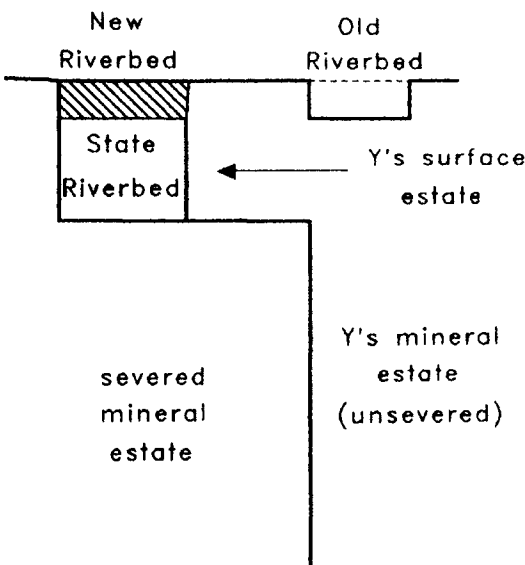 New
Riverbed
Old
Riverbed
State
Riverbed
Y's surface
estate
Y's mineral
estate
(unsevered)
severed
mineral
estate